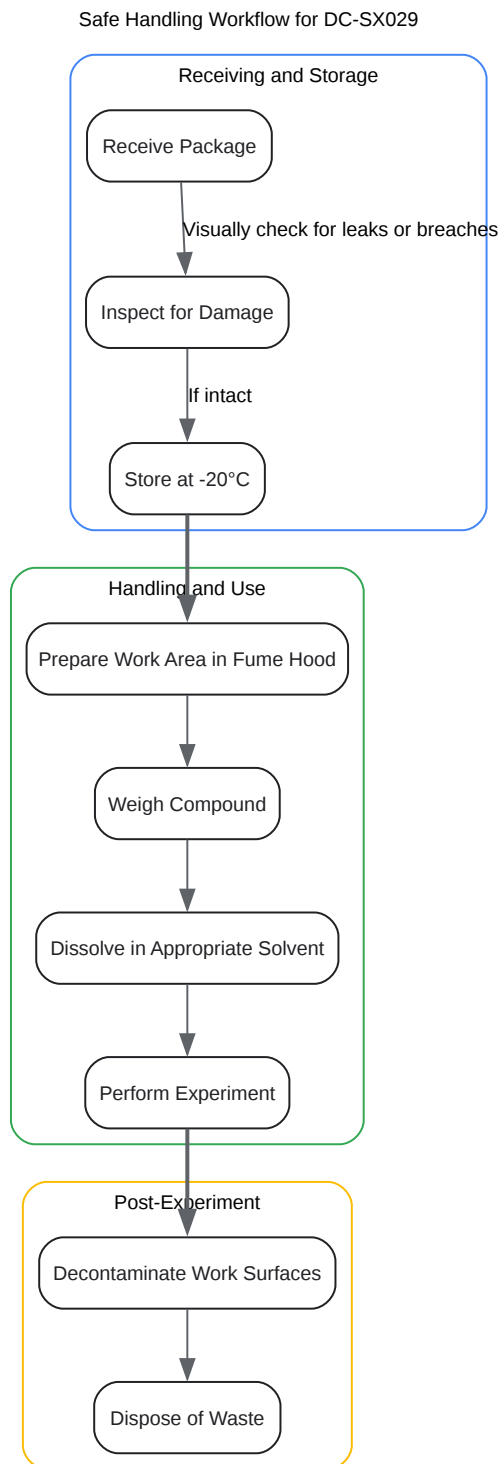 Safe Handling Workflow for DC-SX029
Receiving and Storage
Receive Package
Visually check for leaks or breaches
Inspect for Damage
If intact
Store at -20°C
Handling and Use
Prepare Work Area in Fume Hood
Weigh Compound
Dissolve in Appropriate Solvent
Perform Experiment
Post-Experiment
Decontaminate Work Surfaces
Dispose of Waste